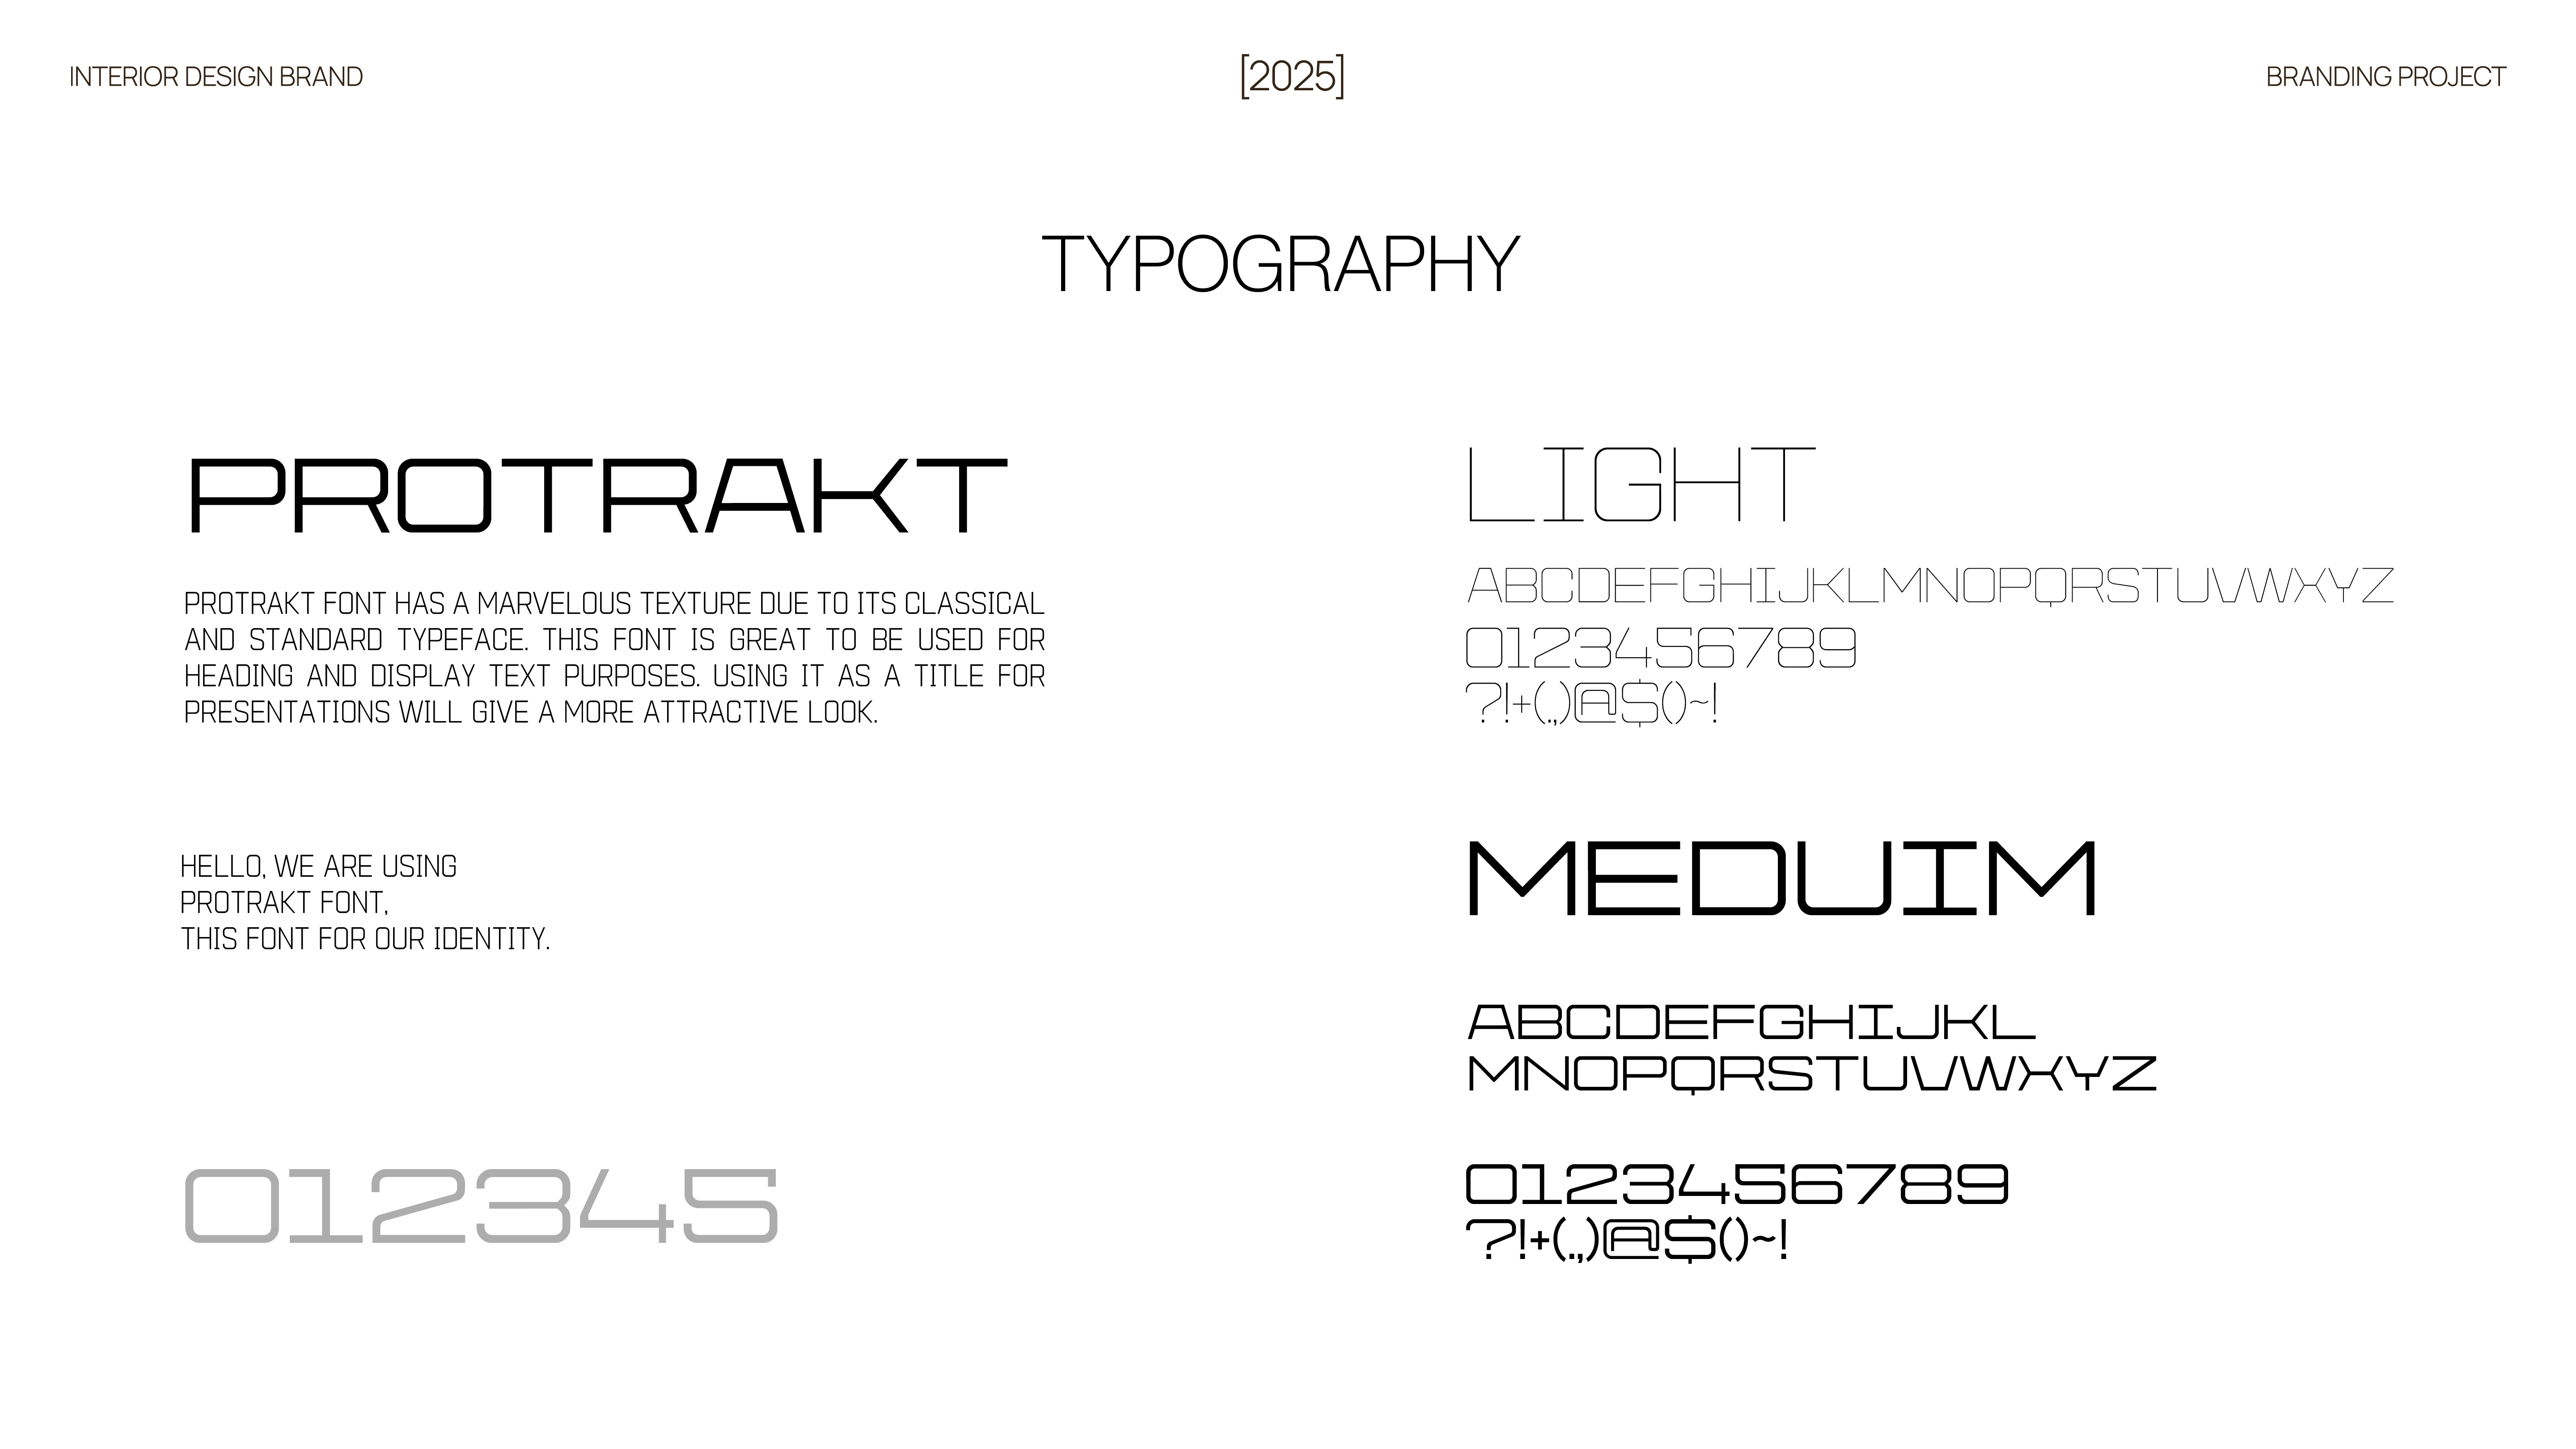 INTERIOR DESIGN BRAND
[2025]
BRANDING PROJECT
TYPOGRAPHY
PROTRAKT
PROTRAKT FONT HAS A MARVELOUS TEXTURE DUE TO ITS CLASSICAL
AND STANDARD TYPEFACE. THIS FONT IS GREAT TO BE USED FOR
HEADING AND DISPLAY TEXT PURPOSES. USING IT AS A TITLE FOR
PRESENTATIONS WILL GIVE A MORE ATTRACTIVE LOOK.
HELLO, WE ARE USING
PROTRAKT FONT,
THIS FONT FOR OUR IDENTITY.
012345
LIGHT
ABCDEFGHIJKLMNOPQRSTUVWXYZ
0123456789
?!+(.,)@$()~!
MEDUIM
ABCDEFGHIJKL
MNOPQRSTUVWXYZ
0123456789
?!+(.,)@$()~!